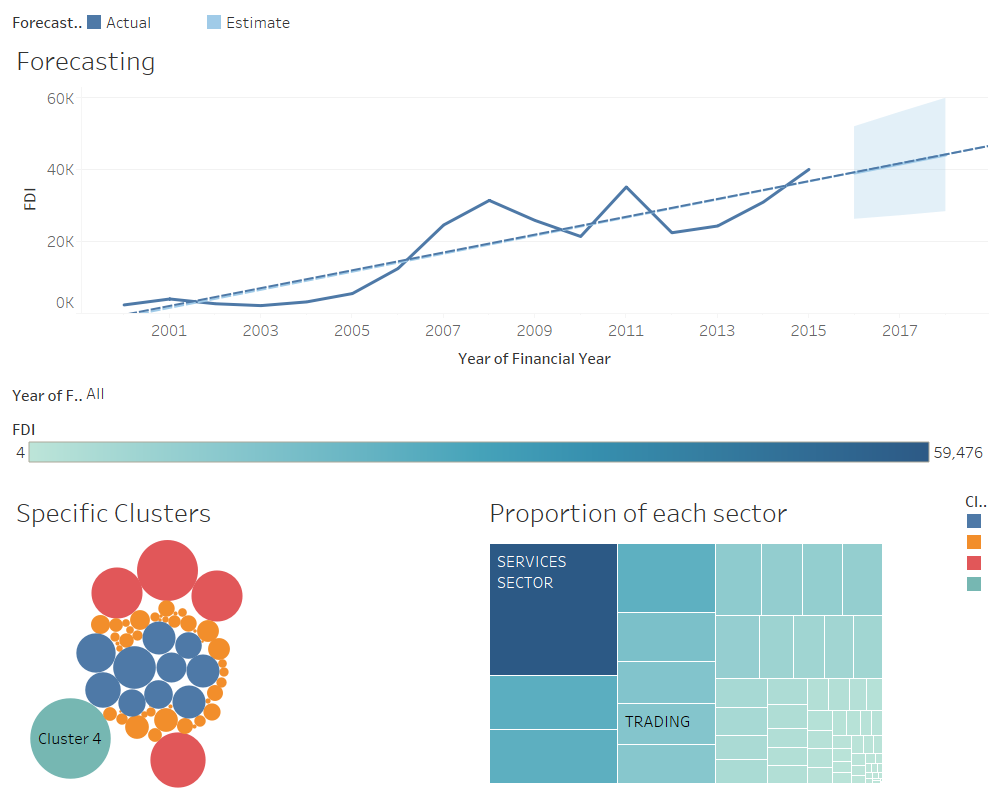 Forecast.. Actual Estimate
Forecasting
60K
40K
20K
0K
FDI
2001 2003 2005 2007 2009 2011 2013 2015 2017
Year of Financial Year
Year of F.. All
FDI
4 59,476
Specific Clusters
Proportion of each sector
Cl..
SERVICES
SECTOR
TRADING
Cluster 4